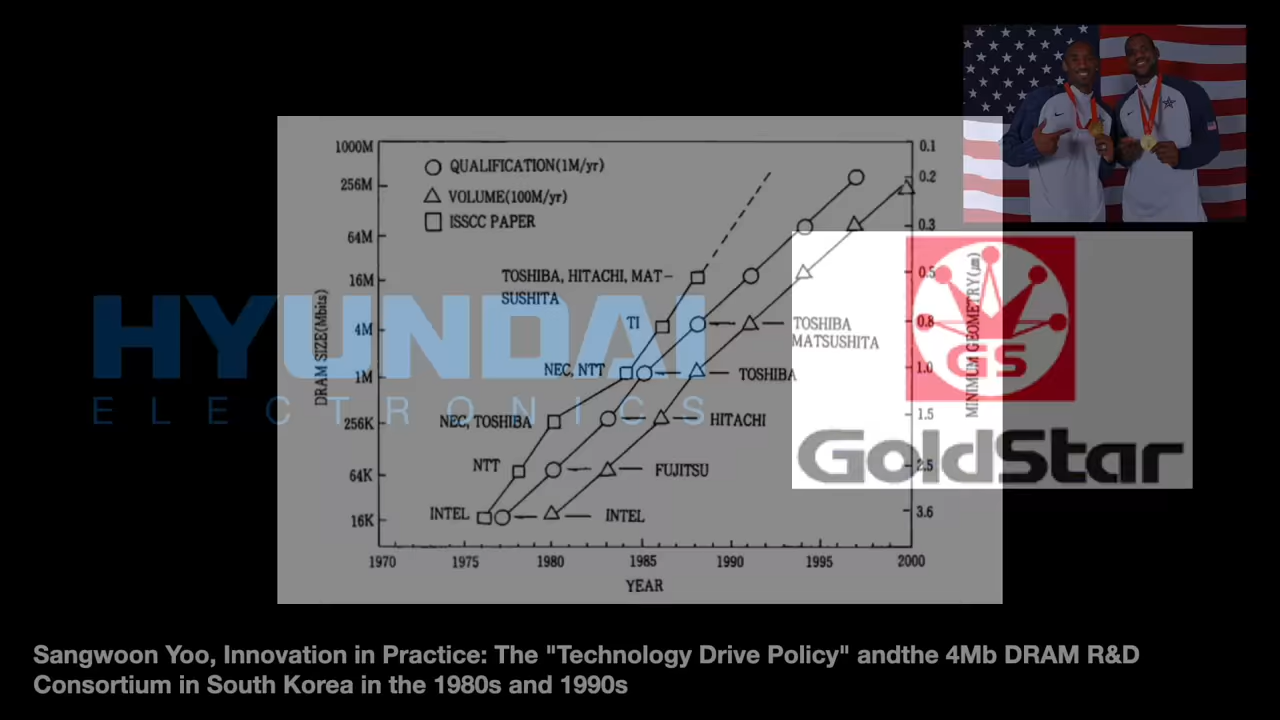 1000M
256M
64M
16M
4M
1M
256K
64K
16K
DRAM SIZE(Mbits)
QUALIFICATION(1M/yr)
VOLUME(100M/yr)
ISSCC PAPER
TOSHIBA, HITACHI, MAT-
SUSHITA
TI
NEC, NTT
NEC, TOSHIBA
NTT
INTEL
TOSHIBA
MATSUSHITA
TOSHIBA
HITACHI
FUJITSU
INTEL
0.1
0.2
0.3
0.5
0.8
1.0
1.5
2.5
3.6
MINIMUM GEOMETRY(㎛)
1970
1975
1980
1985
1990
1995
2000
YEAR
HYUNDAI
ELECTRONICS
GS
GoldStar
Sangwoon Yoo, Innovation in Practice: The "Technology Drive Policy" andthe 4Mb DRAM R&D
Consortium in South Korea in the 1980s and 1990s